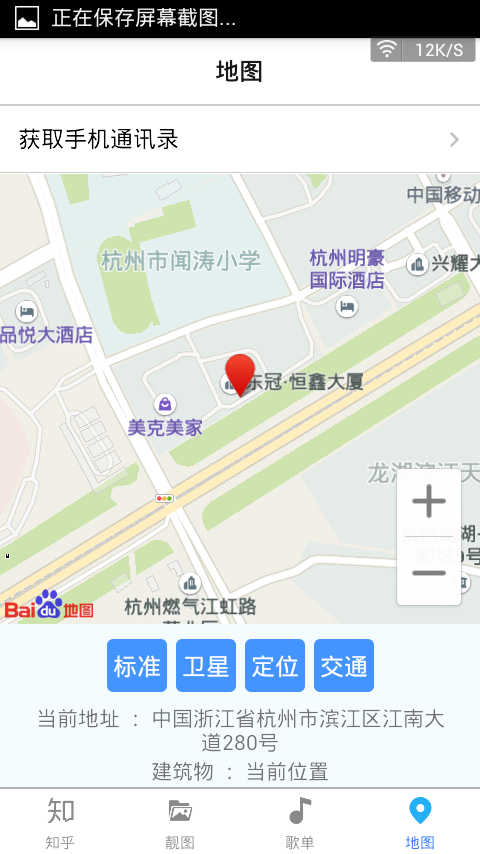 正在保存屏幕截图...
12K/S
地图
获取手机通讯录
中国移动
杭州市闻涛小学
杭州明豪
国际酒店
兴耀大
品悦大酒店
东冠·恒鑫大厦
美克美家
龙湖滨江天
杭州燃气江虹路
Bai du 地图
标准 卫星 定位 交通
当前地址 : 中国浙江省杭州市滨江区江南大
道280号
建筑物 : 当前位置
知
知乎 靓图 歌单 地图